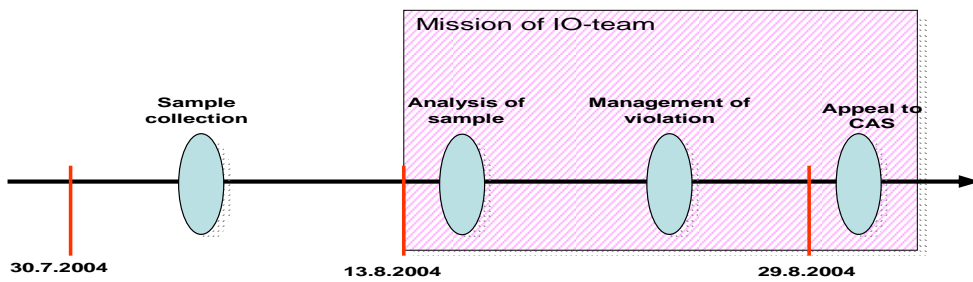 Mission of IO-team
Sample
collection
Analysis of
sample
Management of
violation
Appeal to
CAS
30.7.2004
13.8.2004
29.8.2004